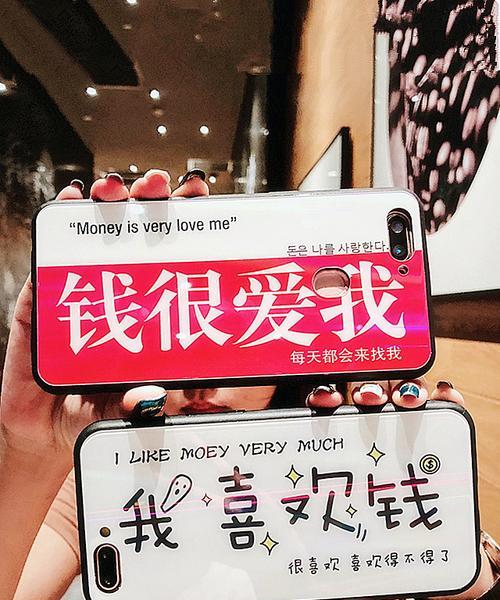 “Money is very love me”
돈은 나를 사랑한다.
钱很爱我
每天都会来找我
I LIKE MOEY VERY MUCH
我喜欢钱
很喜欢 喜欢得不得了